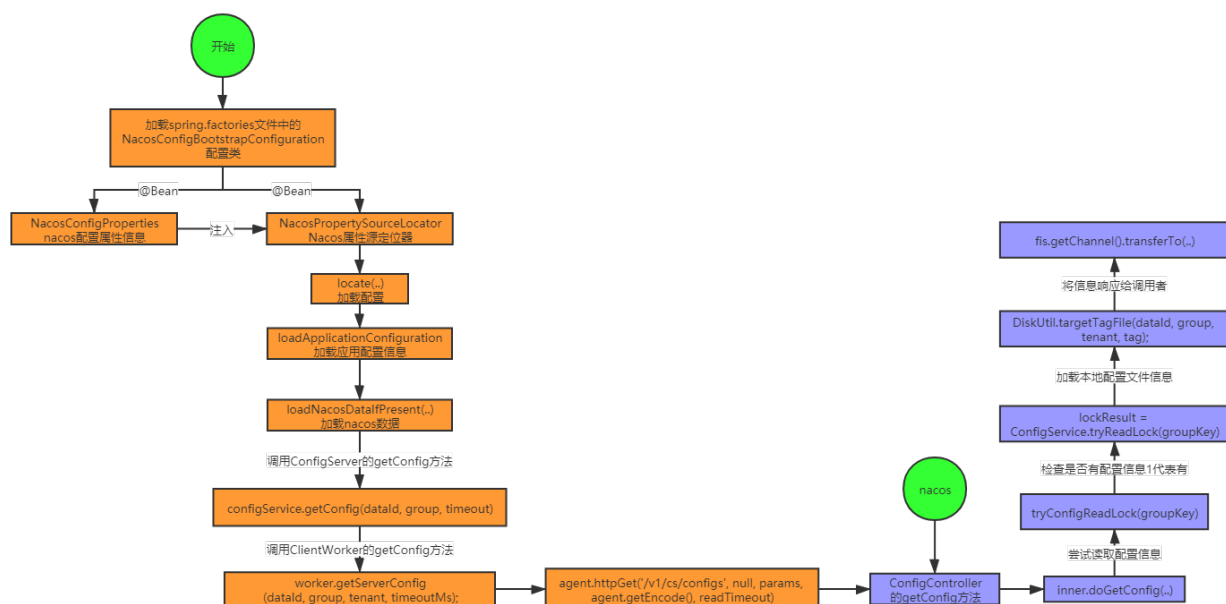 开始
加载spring.factories文件中的
NacosConfigBootstrapConfiguration
配置类
@Bean
@Bean
NacosConfigProperties
nacos配置属性信息
注入
NacosPropertySourceLocator
Nacos属性源定位器
locate(..)
加载配置
loadApplicationConfiguration
加载应用配置信息
loadNacosDataIfPresent(..)
加载nacos数据
调用ConfigServer的getConfig方法
configService.getConfig(dataId, group, timeout)
调用ClientWorker的getConfig方法
worker.getServerConfig
(dataId, group, tenant, timeoutMs);
agent.httpGet('/v1/cs/configs', null, params,
agent.getEncode(), readTimeout)
nacos
ConfigController
的getConfig方法
inner.doGetConfig(..)
尝试读取配置信息
tryConfigReadLock(groupKey)
检查是否有配置信息1代表有
lockResult =
ConfigService.tryReadLock(groupKey)
加载本地配置文件信息
DiskUtil.targetTagFile(dataId, group,
tenant, tag);
将信息响应给调用者
fis.getChannel().transferTo(..)